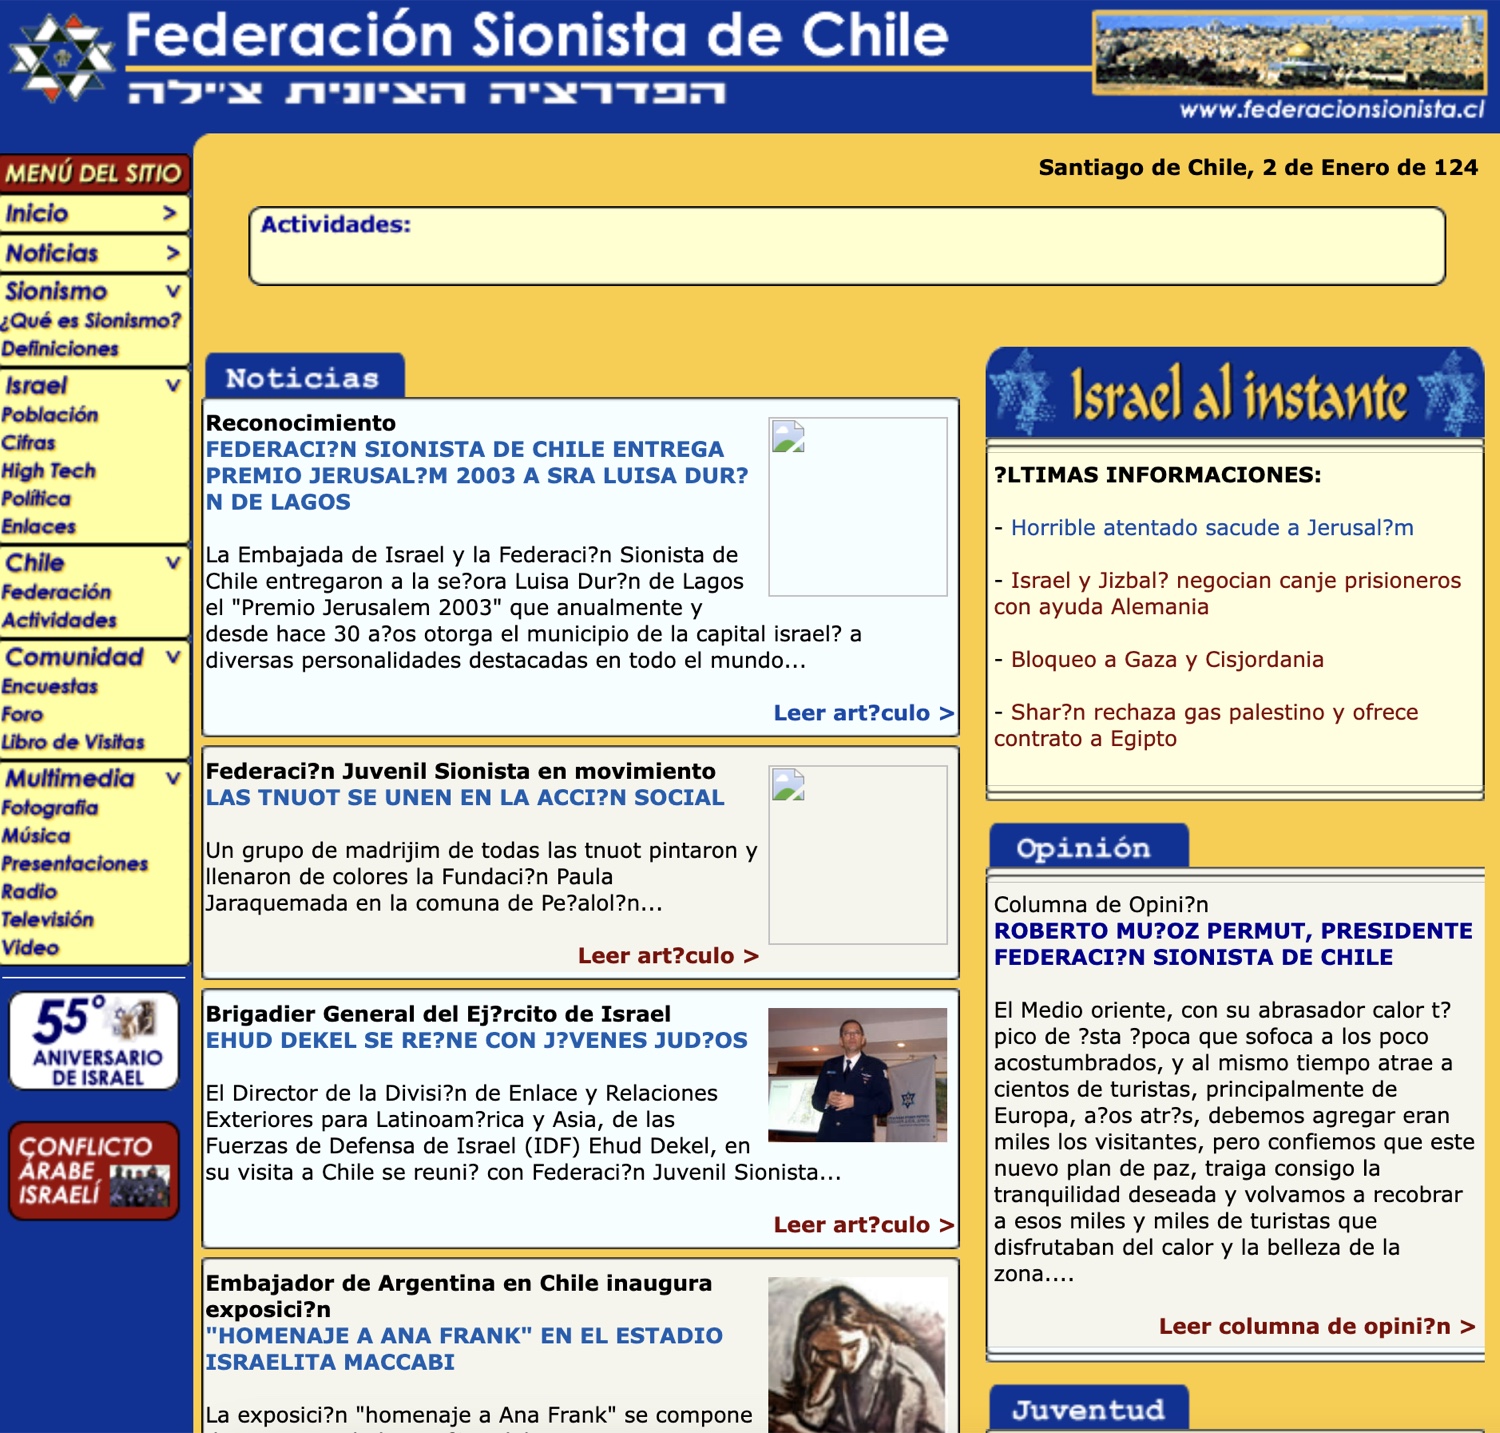 Federación Sionista de Chile
הפדרציה הציונית צ'ילה
www.federacionsionista.cl
MENÚ DEL SITIO
Inicio >
Noticias >
Sionismo v
¿Qué es Sionismo?
Definiciones
Israel v
Población
Cifras
High Tech
Política
Enlaces
Chile v
Federación
Actividades
Comunidad v
Encuestas
Foro
Libro de Visitas
Multimedia v
Fotografía
Música
Presentaciones
Radio
Televisión
Video
55°
ANIVERSARIO
DE ISRAEL
CONFLICTO
ÁRABE
ISRAELÍ
Santiago de Chile, 2 de Enero de 124
Actividades:
Noticias
Reconocimiento
FEDERACI?N SIONISTA DE CHILE ENTREGA
PREMIO JERUSAL?M 2003 A SRA LUISA DUR?
N DE LAGOS
La Embajada de Israel y la Federaci?n Sionista de
Chile entregaron a la se?ora Luisa Dur?n de Lagos
el "Premio Jerusalem 2003" que anualmente y
desde hace 30 a?os otorga el municipio de la capital israel? a
diversas personalidades destacadas en todo el mundo...
Leer art?culo >
Federaci?n Juvenil Sionista en movimiento
LAS TNUOT SE UNEN EN LA ACCI?N SOCIAL
Un grupo de madrijim de todas las tnuot pintaron y
llenaron de colores la Fundaci?n Paula
Jaraquemada en la comuna de Pe?alol?n...
Leer art?culo >
Brigadier General del Ej?rcito de Israel
EHUD DEKEL SE RE?NE CON J?VENES JUD?OS
El Director de la Divisi?n de Enlace y Relaciones
Exteriores para Latinoam?rica y Asia, de las
Fuerzas de Defensa de Israel (IDF) Ehud Dekel, en
su visita a Chile se reuni? con Federaci?n Juvenil Sionista...
Leer art?culo >
Embajador de Argentina en Chile inaugura
exposici?n
"HOMENAJE A ANA FRANK" EN EL ESTADIO
ISRAELITA MACCABI
La exposici?n "homenaje a Ana Frank" se compone
Israel al instante
?LTIMAS INFORMACIONES:
- Horrible atentado sacude a Jerusal?m
- Israel y Jizbal? negocian canje prisioneros
con ayuda Alemania
- Bloqueo a Gaza y Cisjordania
- Shar?n rechaza gas palestino y ofrece
contrato a Egipto
Opinión
Columna de Opini?n
ROBERTO MU?OZ PERMUT, PRESIDENTE
FEDERACI?N SIONISTA DE CHILE
El Medio oriente, con su abrasador calor t?
pico de ?sta ?poca que sofoca a los poco
acostumbrados, y al mismo tiempo atrae a
cientos de turistas, principalmente de
Europa, a?os atr?s, debemos agregar eran
miles los visitantes, pero confiemos que este
nuevo plan de paz, traiga consigo la
tranquilidad deseada y volvamos a recobrar
a esos miles y miles de turistas que
disfrutaban del calor y la belleza de la
zona....
Leer columna de opini?n >
Juventud